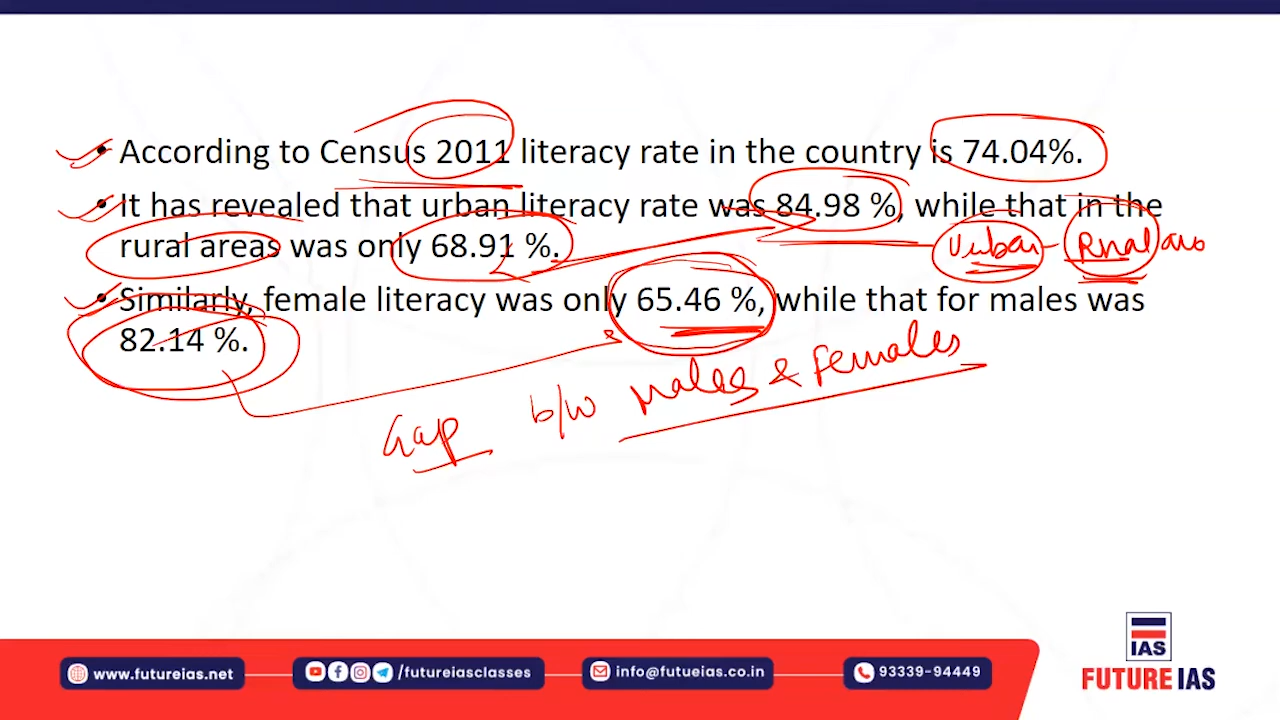 • According to Census 2011 literacy rate in the country is 74.04%.
• It has revealed that urban literacy rate was 84.98 %, while that in the
rural areas was only 68.91 %.
Urban - Rural
• Similarly, female literacy was only 65.46 %, while that for males was
82.14 %.
Gap b/w Males & Females
IAS
www.futureias.net
/futureiasclasses
info@futueias.co.in
93339-94449
FUTURE IAS